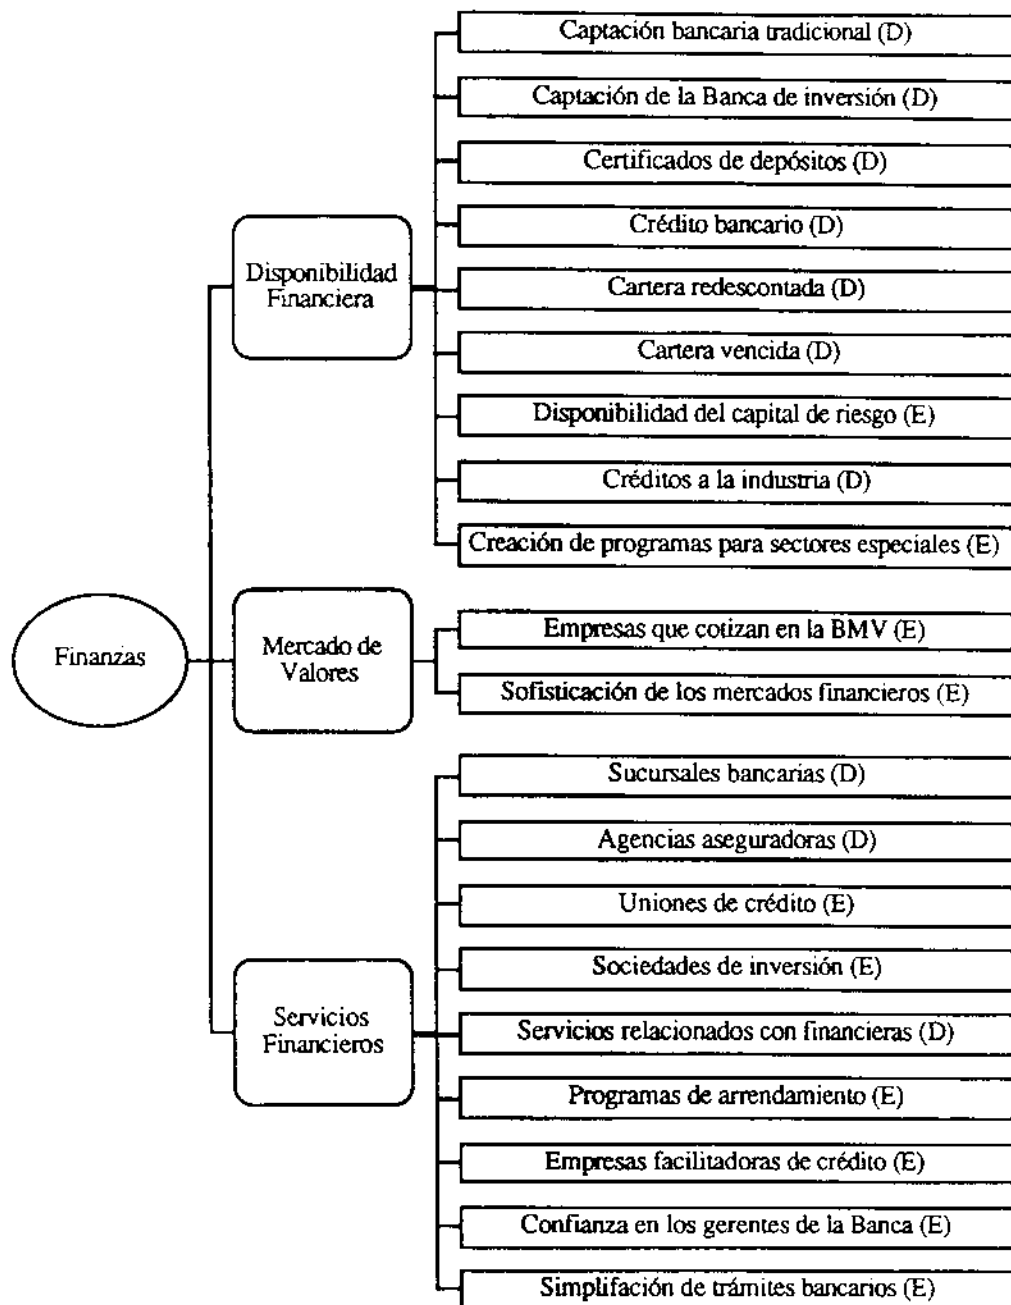 Finanzas
Disponibilidad
Financiera
Captación bancaria tradicional (D)
Captación de la Banca de inversión (D)
Certificados de depósitos (D)
Crédito bancario (D)
Cartera redescontada (D)
Cartera vencida (D)
Disponibilidad del capital de riesgo (E)
Créditos a la industria (D)
Creación de programas para sectores especiales (E)
Mercado de
Valores
Empresas que cotizan en la BMV (E)
Sofisticación de los mercados financieros (E)
Servicios
Financieros
Sucursales bancarias (D)
Agencias aseguradoras (D)
Uniones de crédito (E)
Sociedades de inversión (E)
Servicios relacionados con financieras (D)
Programas de arrendamiento (E)
Empresas facilitadoras de crédito (E)
Confianza en los gerentes de la Banca (E)
Simplifación de trámites bancarios (E)